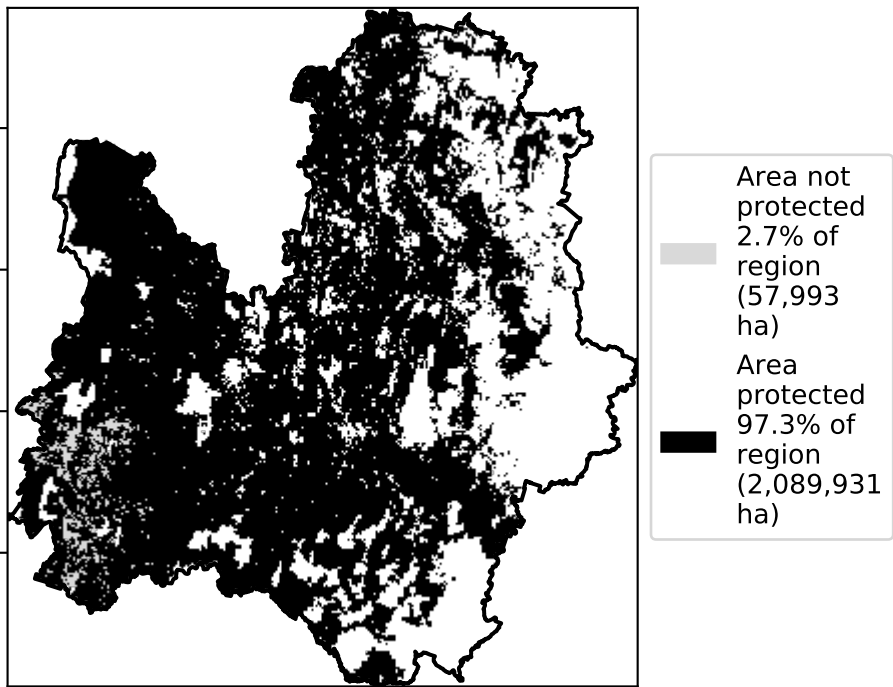 Area not
protected
2.7% of
region
(57,993
ha)
Area
protected
97.3% of
region
(2,089,931
ha)